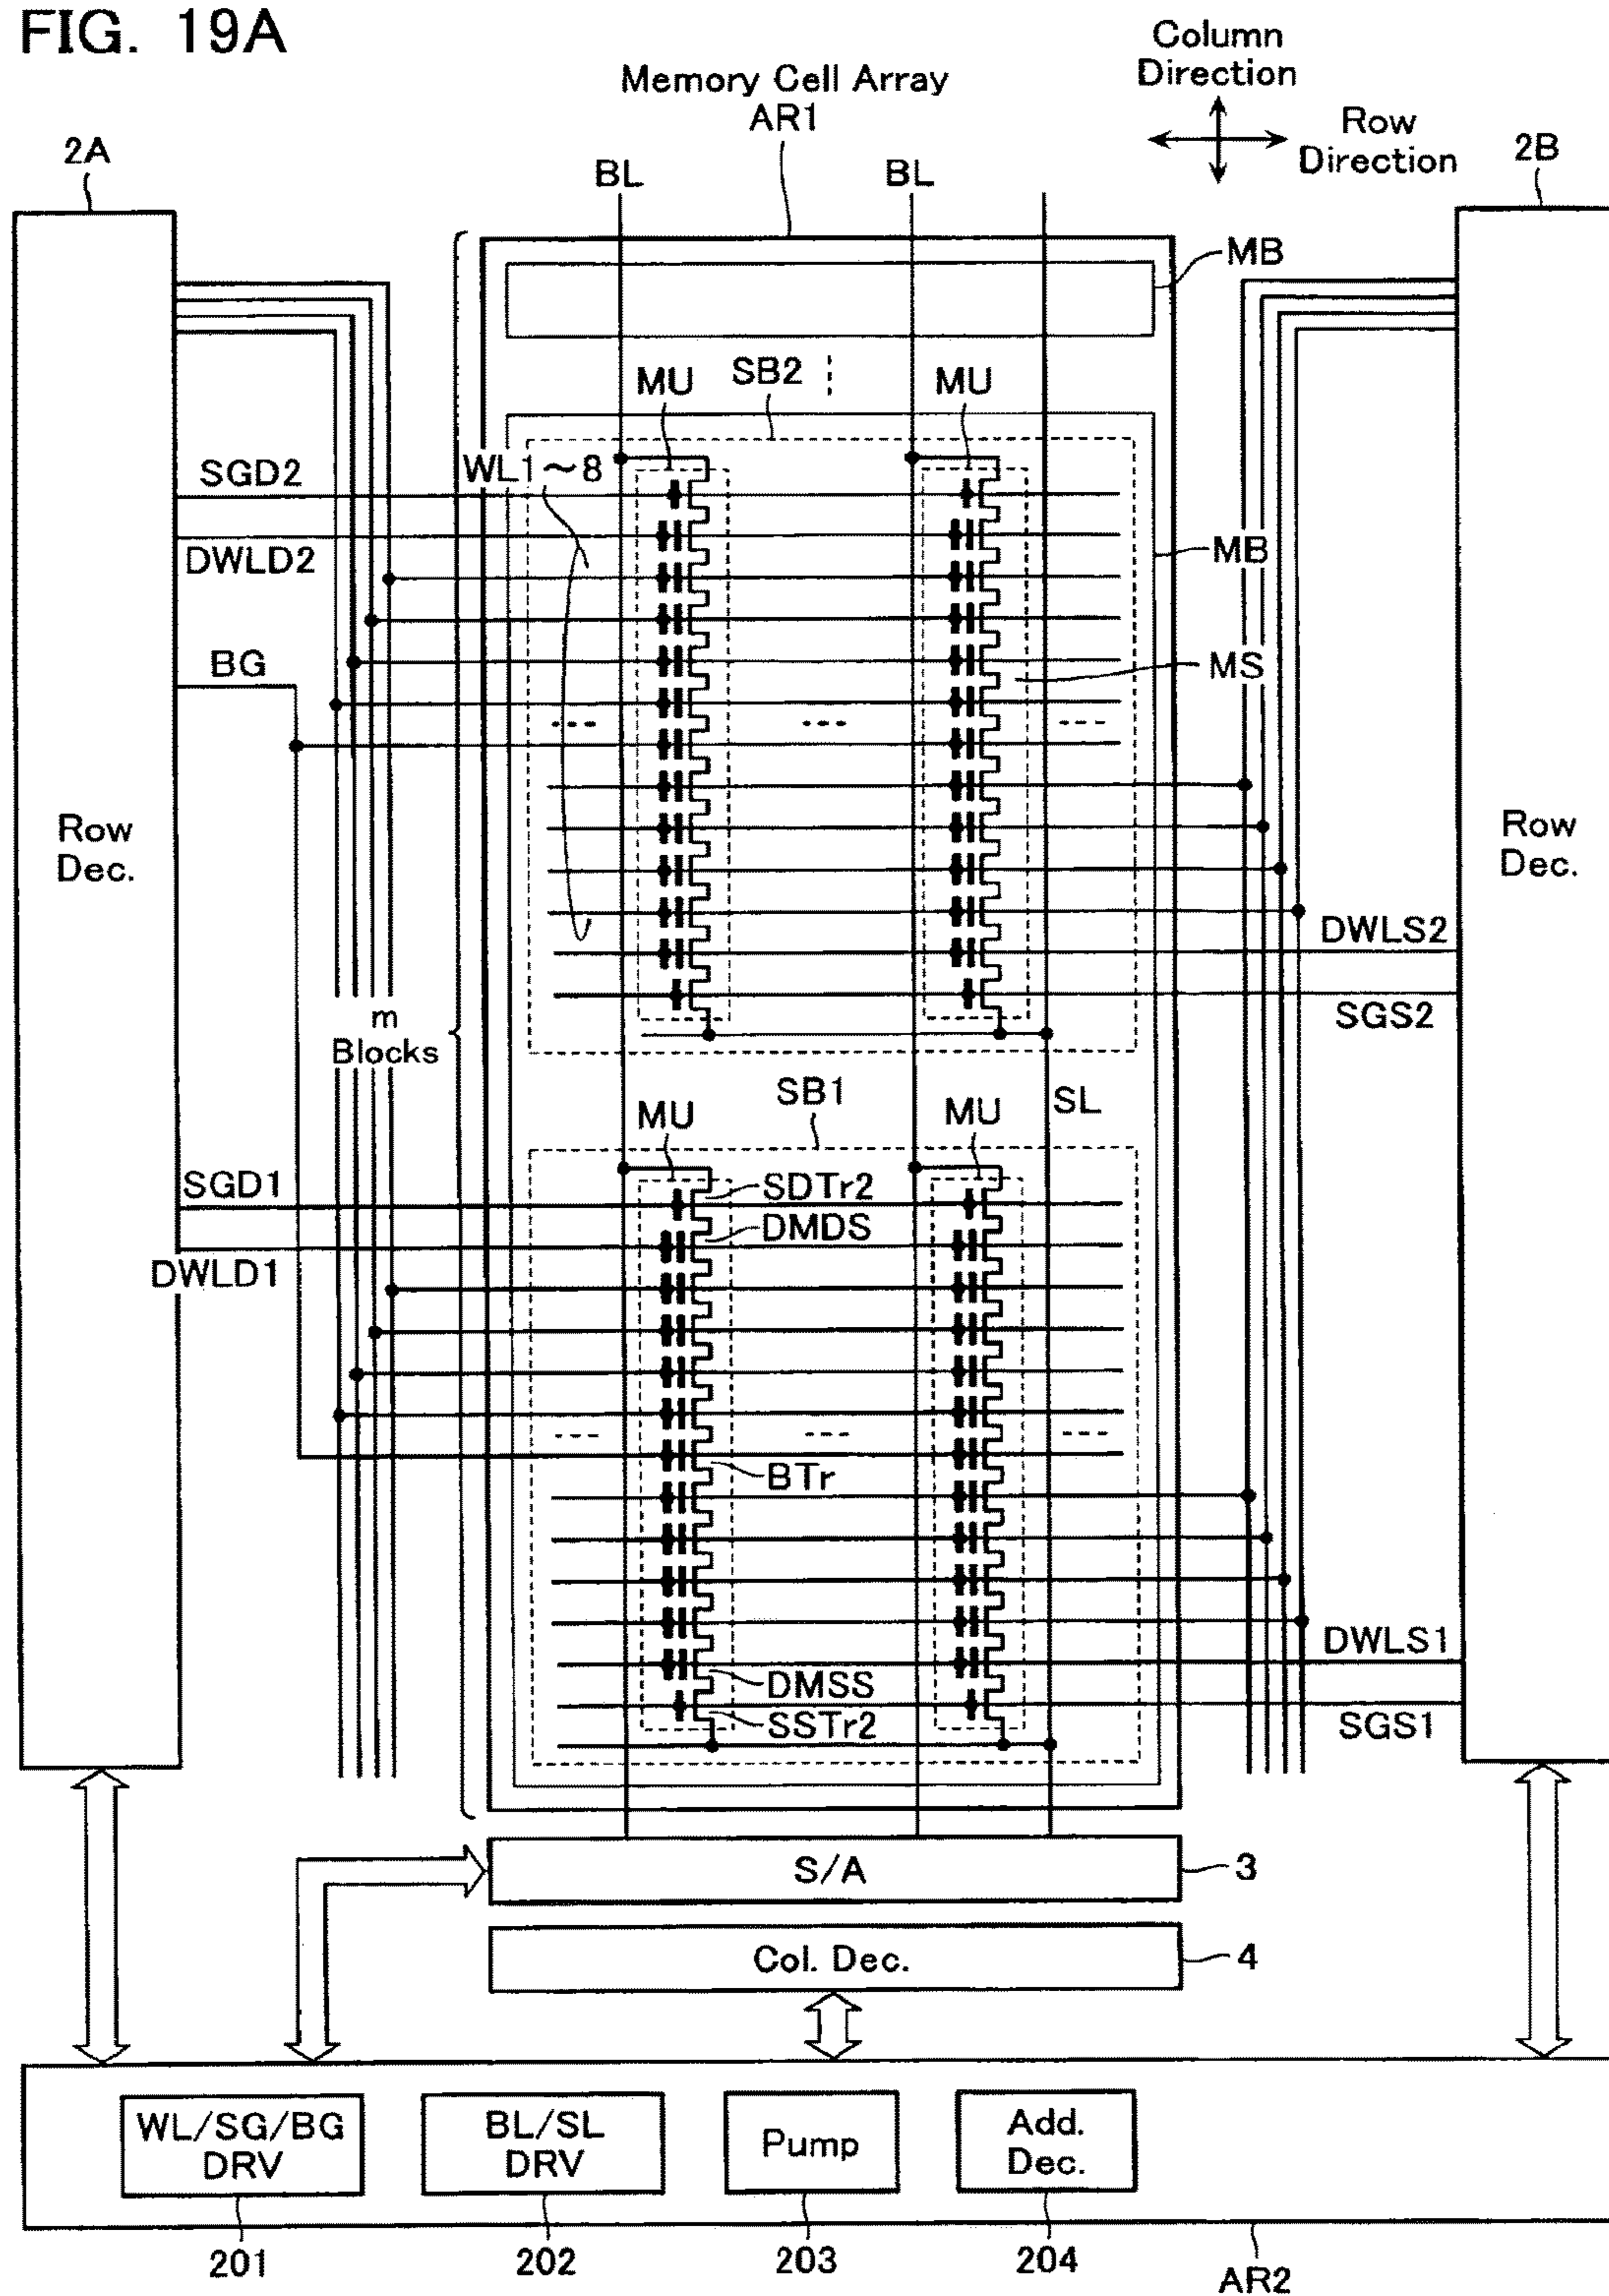 FIG. 19A
Column
Direction
Row
Direction
Memory Cell Array
AR1
2A
2B
BL
BL
MB
MU
SB2
MU
SGD2
WL1～8
DWLD2
MB
BG
MS
Row
Dec.
Row
Dec.
DWLS2
SGS2
m
Blocks
SB1
SL
MU
MU
SGD1
SDTr2
DMDS
DWLD1
BTr
DWLS1
DMSS
SSTr2
SGS1
S/A
3
Col. Dec.
4
WL/SG/BG
DRV
BL/SL
DRV
Pump
Add.
Dec.
201
202
203
204
AR2